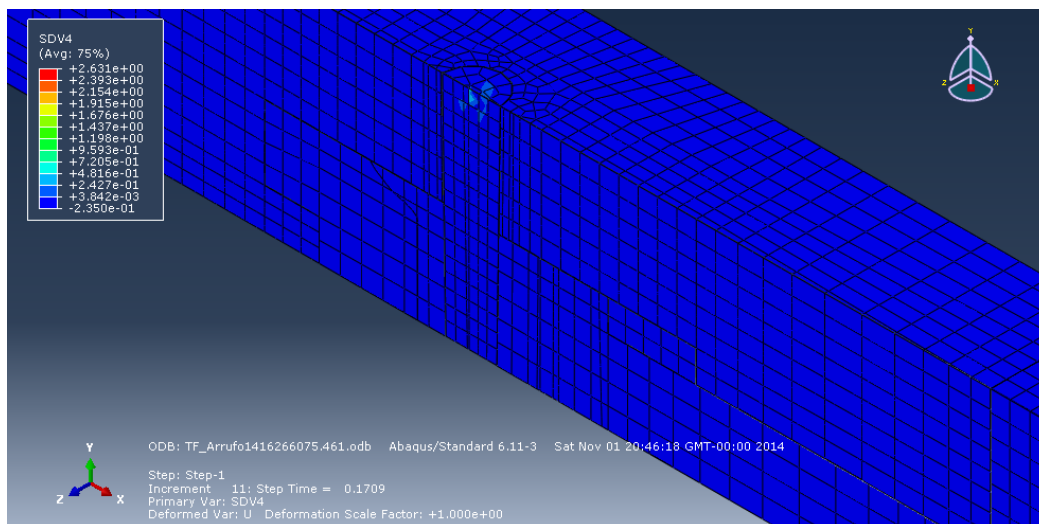 SDV4
(Avg: 75%)
+2.631e+00
+2.393e+00
+2.154e+00
+1.915e+00
+1.676e+00
+1.437e+00
+1.198e+00
+9.593e-01
+7.205e-01
+4.816e-01
+2.427e-01
+3.842e-03
-2.350e-01
Y
Z
X
ODB: TF_Arrufo1416266075.461.odb    Abaqus/Standard 6.11-3    Sat Nov 01 20:46:18 GMT-00:00 2014
Y
Step: Step-1
Increment    11: Step Time =    0.1709
Z
X
Primary Var: SDV4
Deformed Var: U   Deformation Scale Factor: +1.000e+00